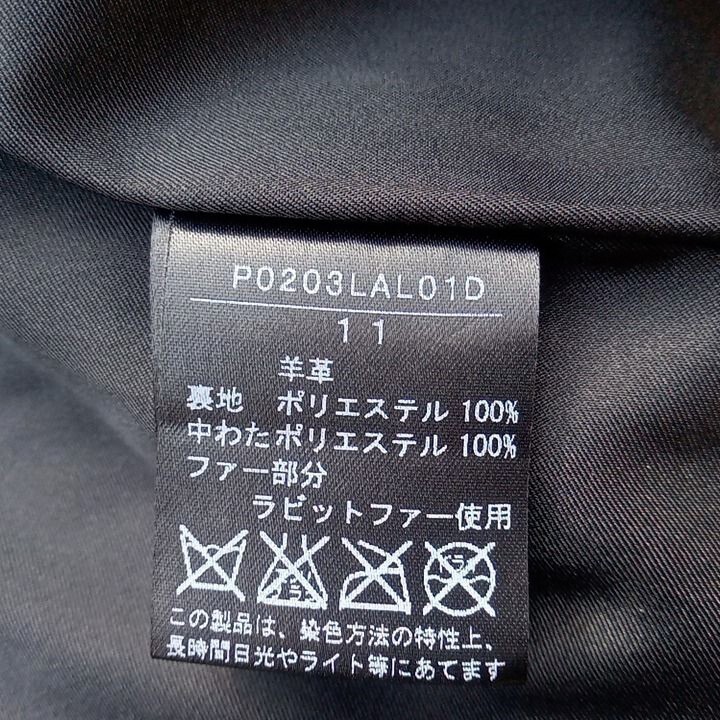 P0203LAL01D
11
羊革
裏地 ポリエステル 100%
中わたポリエステル 100%
ファー部分
ラビットファー使用
この製品は、染色方法の特性上、
長時間日光やライト等にあてます